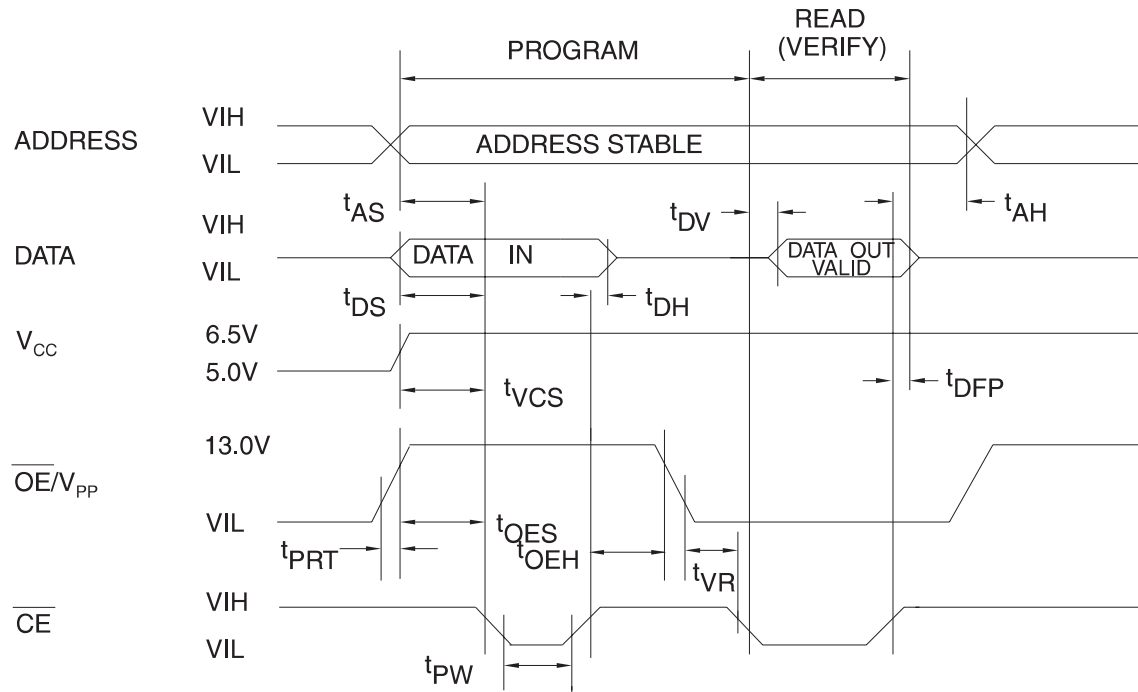 READ
(VERIFY)
PROGRAM
ADDRESS
VIH
VIL
ADDRESS STABLE
tAS
tDV
tAH
DATA
VIH
VIL
DATA IN
DATA OUT
VALID
tDS
tDH
VCC
6.5V
5.0V
tVCS
tDFP
OE/VPP
13.0V
VIL
tOES
tPRT
tOEH
tVR
CE
VIH
VIL
tPW